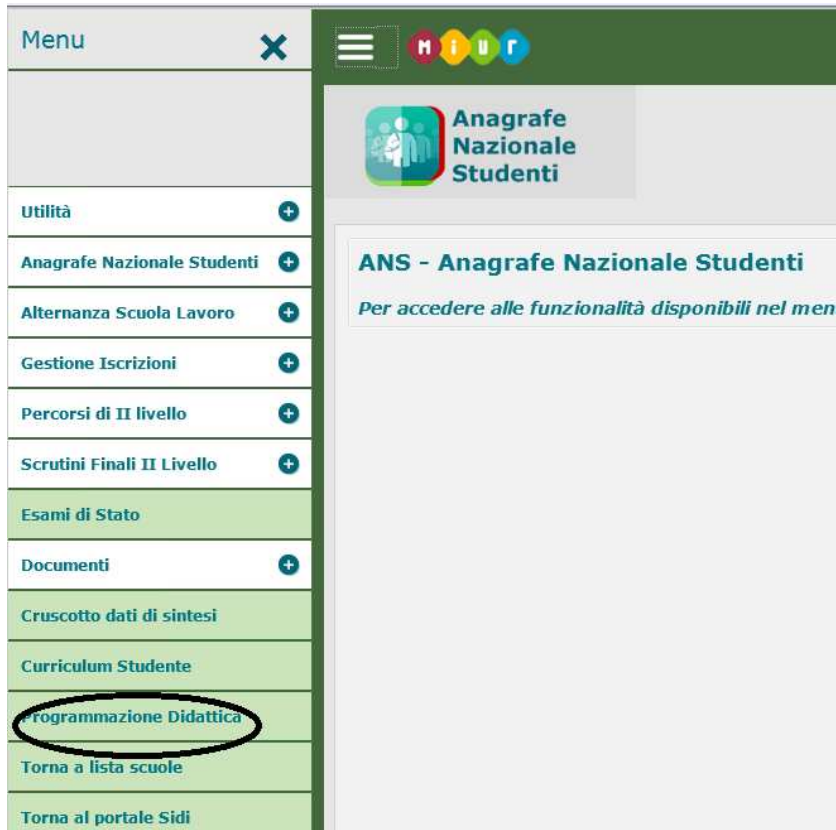 Menu
MIUR
Anagrafe
Nazionale
Studenti
Utilità
Anagrafe Nazionale Studenti
Alternanza Scuola Lavoro
Gestione Iscrizioni
Percorsi di II livello
Scrutini Finali II Livello
Esami di Stato
Documenti
Cruscotto dati di sintesi
Curriculum Studente
Programmazione Didattica
Torna a lista scuole
Torna al portale Sidi
ANS - Anagrafe Nazionale Studenti
Per accedere alle funzionalità disponibili nel men